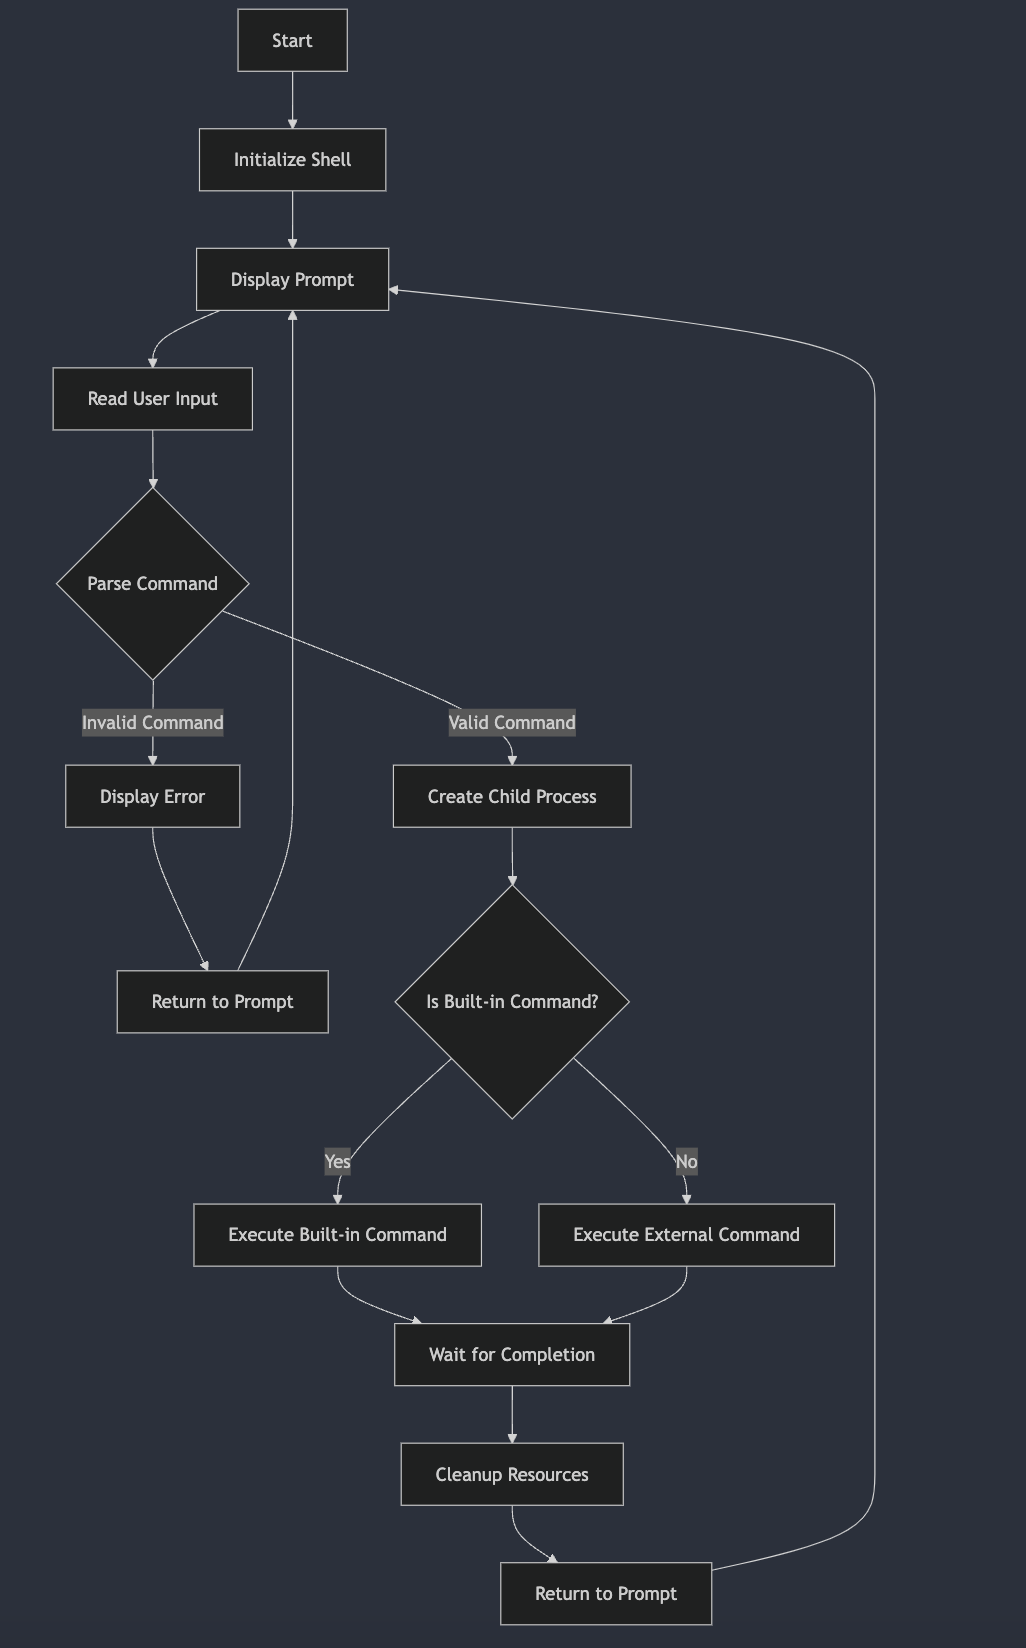 Start
Initialize Shell
Display Prompt
Read User Input
Parse Command
Invalid Command
Valid Command
Display Error
Create Child Process
Return to Prompt
Is Built-in Command?
Yes
No
Execute Built-in Command
Execute External Command
Wait for Completion
Cleanup Resources
Return to Prompt